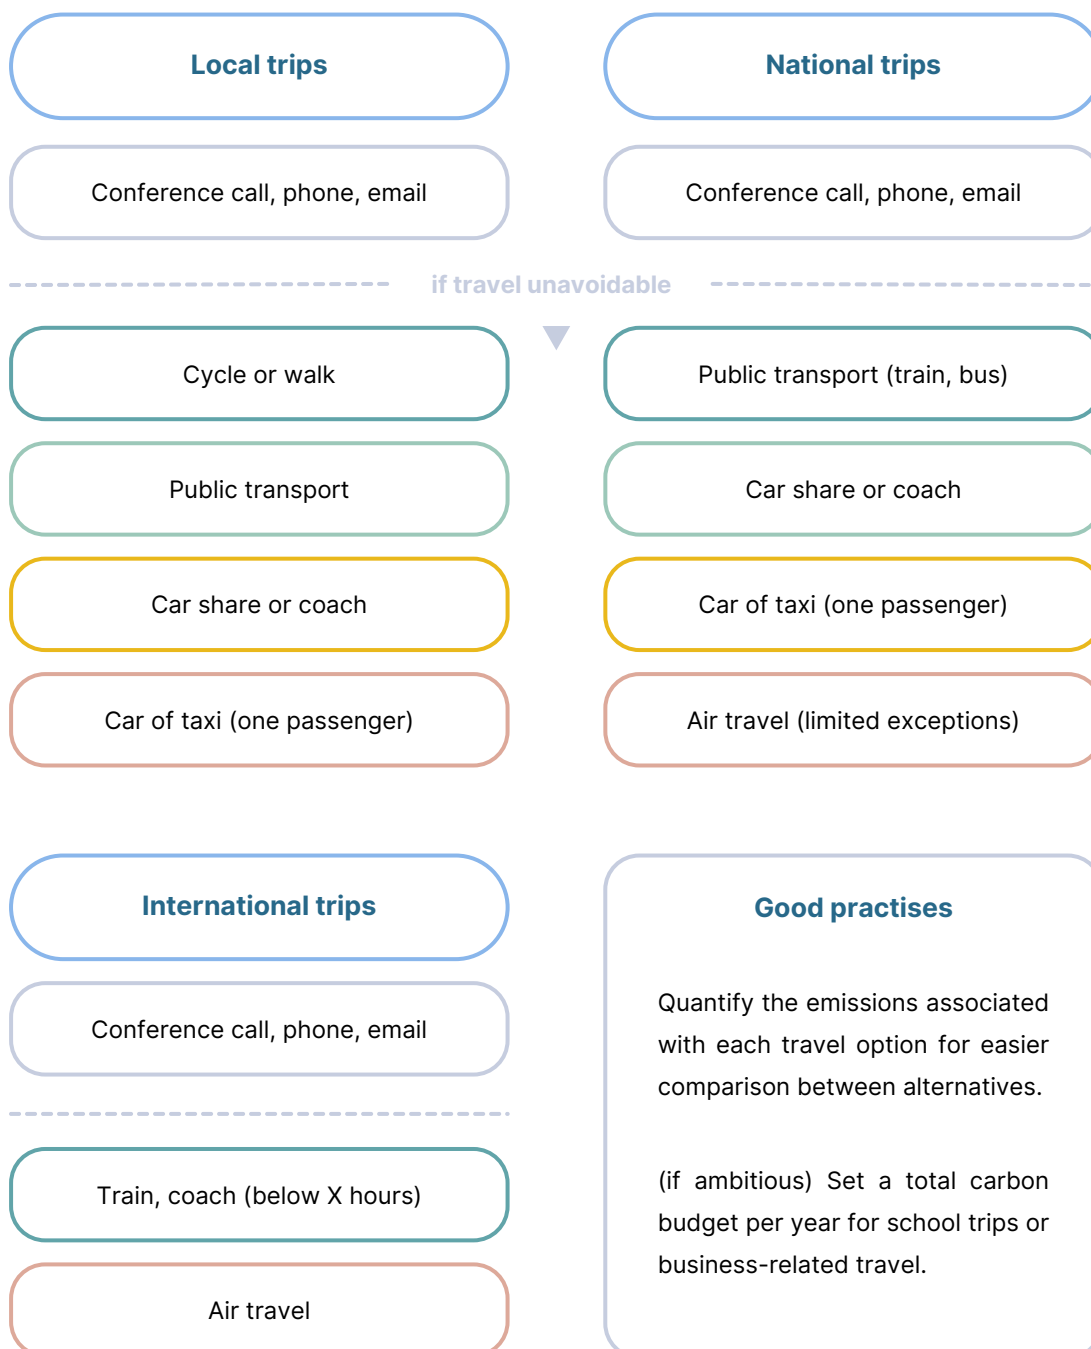 Local trips
National trips
Conference call, phone, email
Conference call, phone, email
if travel unavoidable
Cycle or walk
Public transport (train, bus)
Public transport
Car share or coach
Car share or coach
Car of taxi (one passenger)
Car of taxi (one passenger)
Air travel (limited exceptions)
International trips
Conference call, phone, email
Train, coach (below X hours)
Air travel
Good practises
Quantify the emissions associated
with each travel option for easier
comparison between alternatives.
(if ambitious) Set a total carbon
budget per year for school trips or
business-related travel.